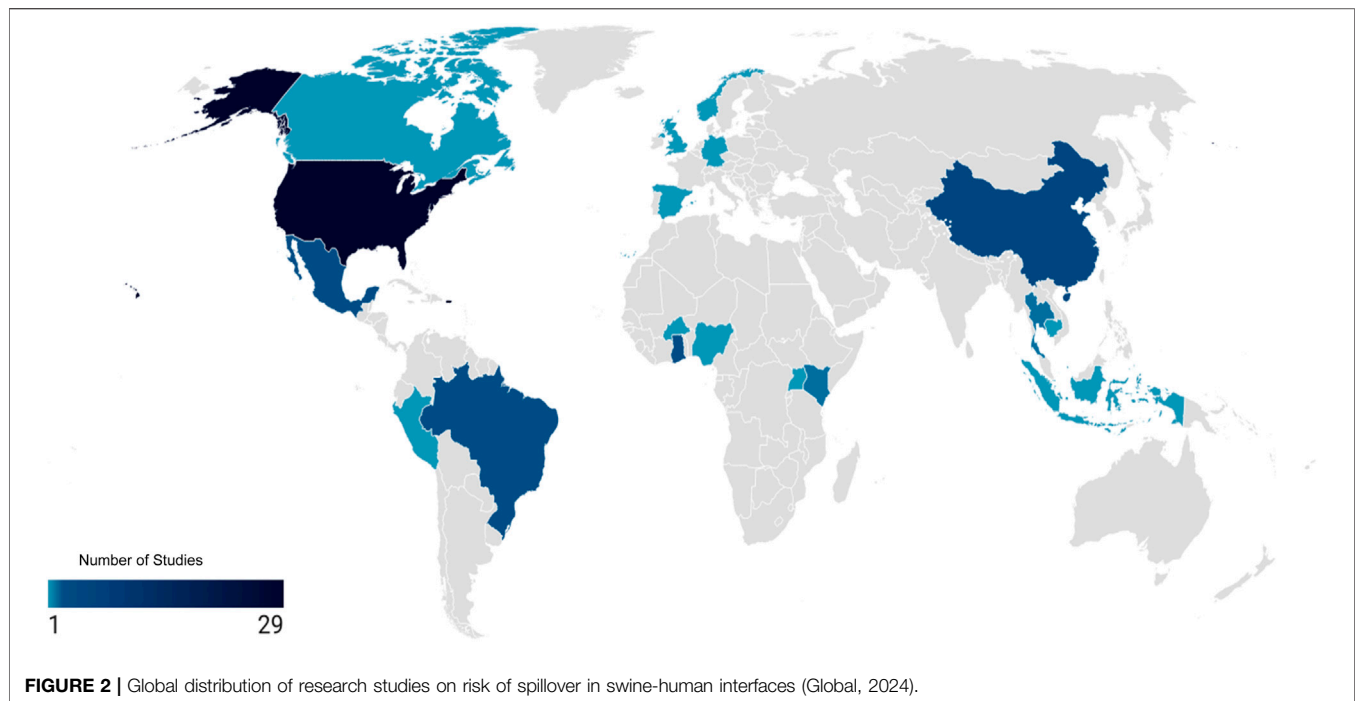 Number of Studies
1 29
FIGURE 2 | Global distribution of research studies on risk of spillover in swine-human interfaces (Global, 2024).